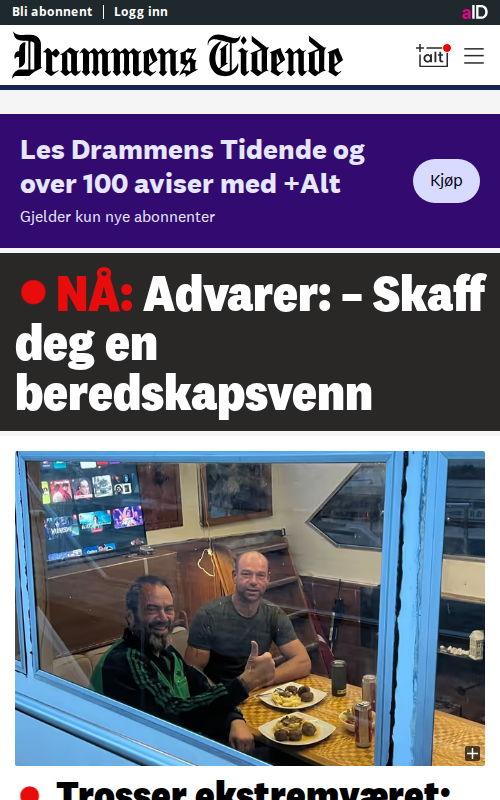 Bli abonnent | Logg inn
aID
Drammens Tidende
+alt
Les Drammens Tidende og
over 100 aviser med +Alt
Gjelder kun nye abonnenter
Kjøp
NÅ: Advarer: – Skaff
deg en
beredskapsvenn
Trosser ekstremværet: